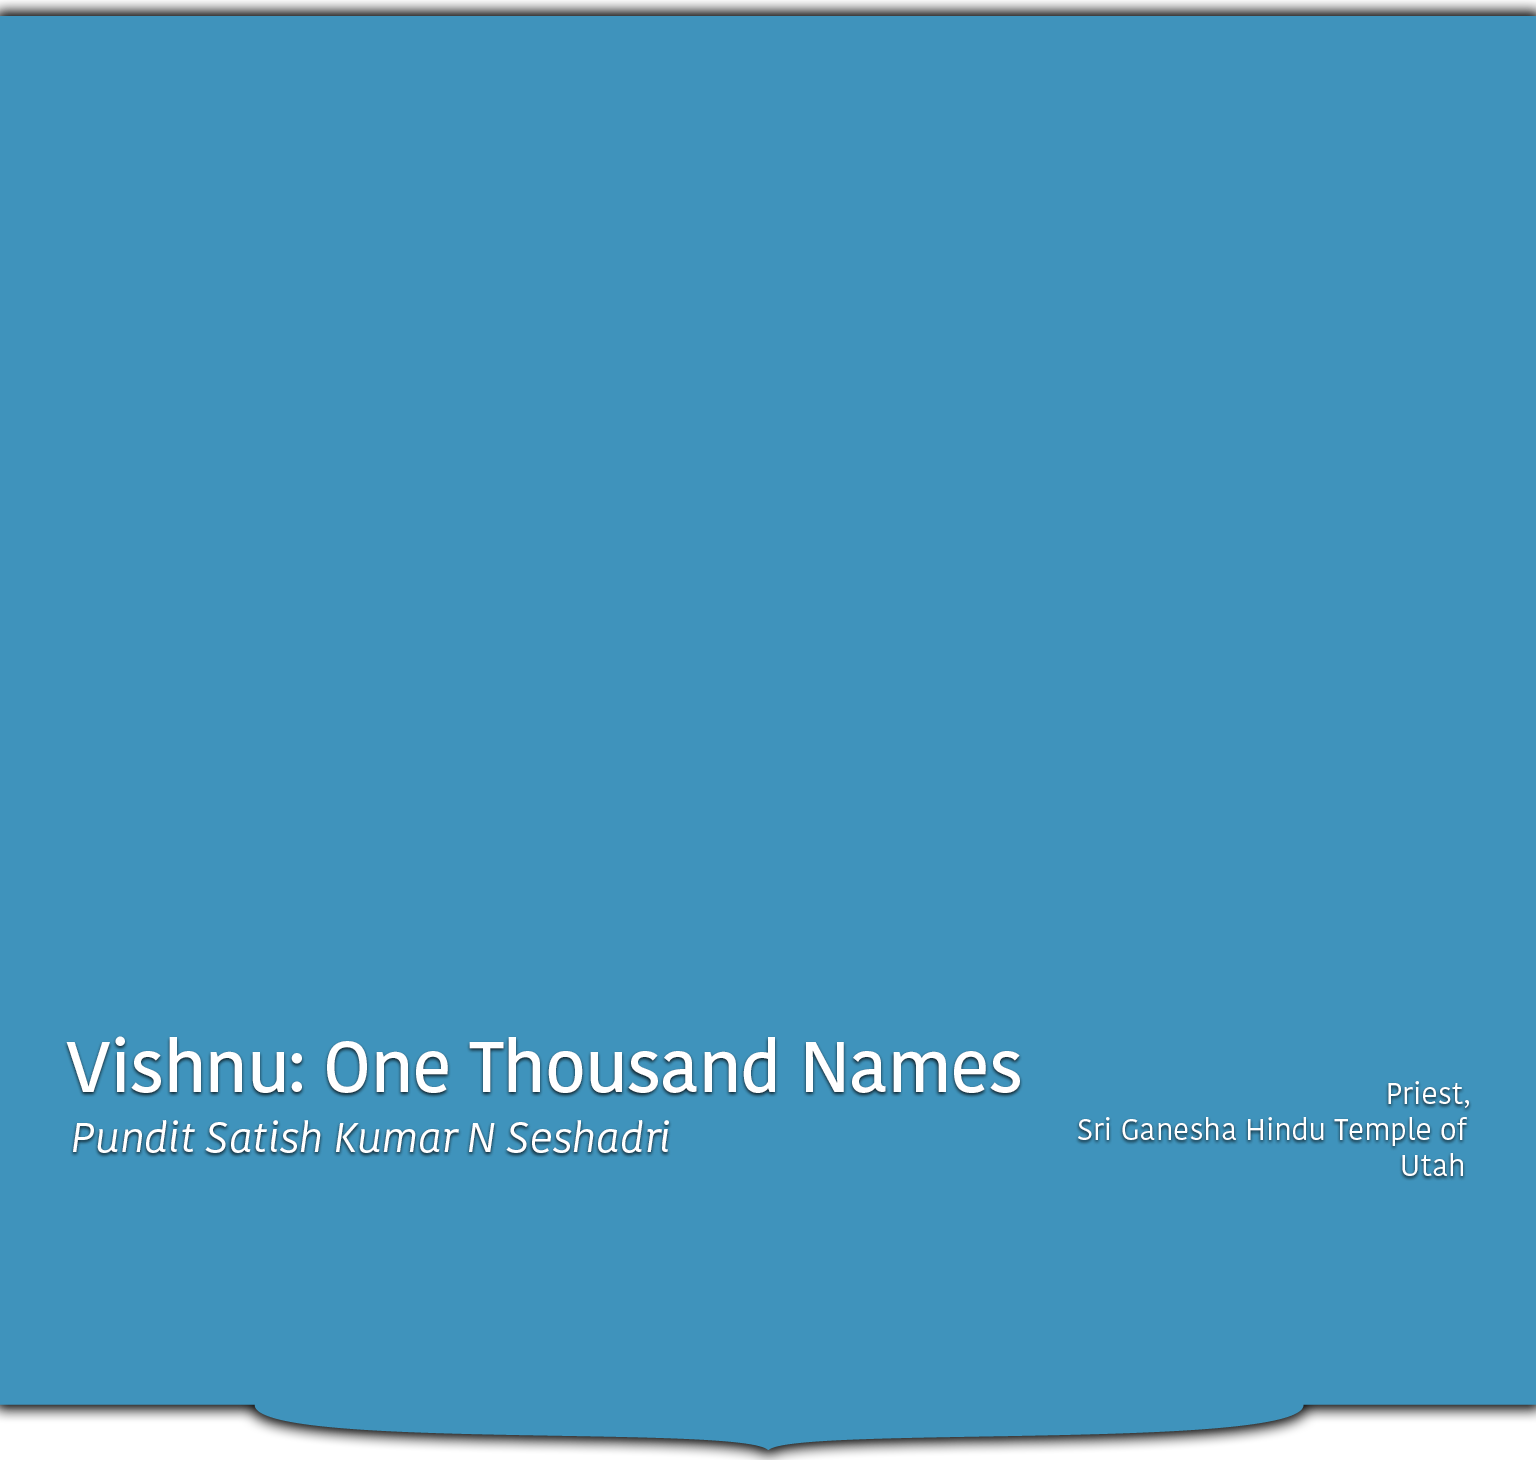 Vishnu: One Thousand Names
Pundit Satish Kumar N Seshadri
Priest,
Sri Ganesha Hindu Temple of
Utah